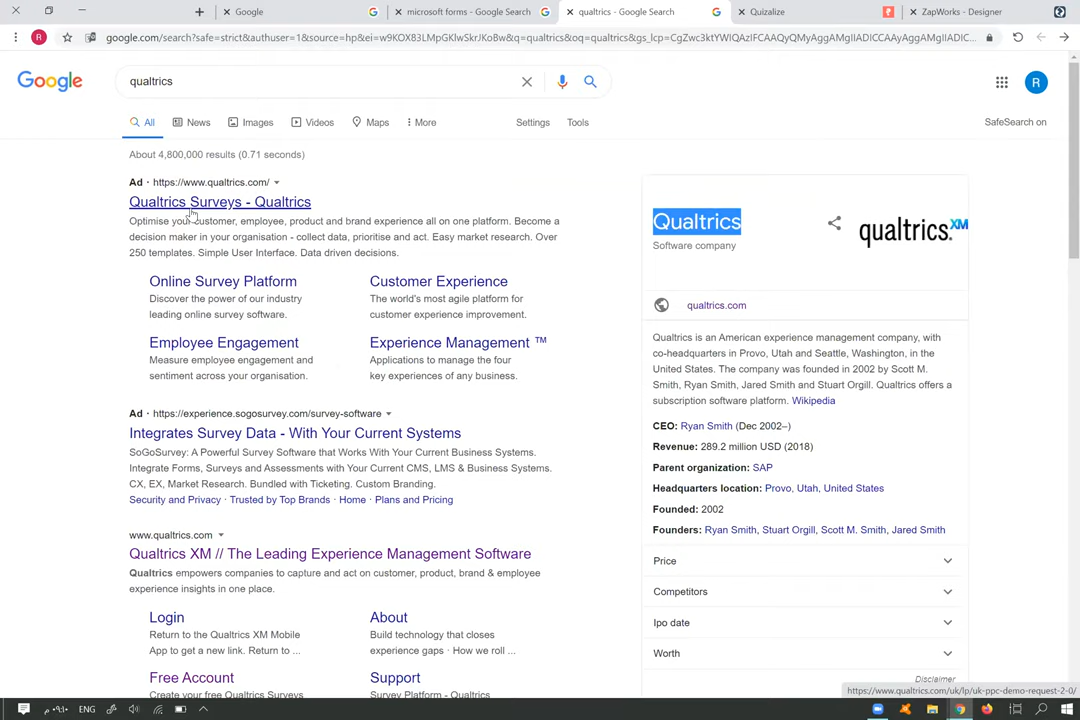 Google
microsoft forms - Google Search
qualtrics - Google Search
Quizalize
ZapWorks - Designer
R
google.com/search?safe=strict&authuser=1&source=hp&ei=w9KOX83LMpGKlwSkrJKoBw&q=qualtrics&oq=qualtrics&gs_lcp=CgZwc3ktYWIQAzIFCAAQyQMyAggAMgIIADICCAAyAggAMgIIADIC...
Google
qualtrics
R
All
News
Images
Videos
Maps
More
Settings
Tools
SafeSearch on
About 4,800,000 results (0.71 seconds)
Ad · https://www.qualtrics.com/
Qualtrics Surveys - Qualtrics
Optimise your customer, employee, product and brand experience all on one platform. Become a
decision maker in your organisation - collect data, prioritise and act. Easy market research. Over
250 templates. Simple User Interface. Data driven decisions.
Online Survey Platform
Discover the power of our industry
leading online survey software.
Customer Experience
The world's most agile platform for
customer experience improvement.
Employee Engagement
Measure employee engagement and
sentiment across your organisation.
Experience Management ™
Applications to manage the four
key experiences of any business.
Ad · https://experience.sogosurvey.com/survey-software
Integrates Survey Data - With Your Current Systems
SoGoSurvey: A Powerful Survey Software that Works With Your Current Business Systems.
Integrate Forms, Surveys and Assessments with Your Current CMS, LMS & Business Systems.
CX, EX, Market Research. Bundled with Ticketing. Custom Branding.
Security and Privacy · Trusted by Top Brands · Home · Plans and Pricing
www.qualtrics.com
Qualtrics XM // The Leading Experience Management Software
Qualtrics empowers companies to capture and act on customer, product, brand & employee
experience insights in one place.
Login
Return to the Qualtrics XM Mobile
App to get a new link. Return to ...
About
Build technology that closes
experience gaps · How we roll ...
Free Account
Create your free Qualtrics Surveys
Support
Survey Platform - Qualtrics
Qualtrics
Software company
qualtrics.XM
qualtrics.com
Qualtrics is an American experience management company, with
co-headquarters in Provo, Utah and Seattle, Washington, in the
United States. The company was founded in 2002 by Scott M.
Smith, Ryan Smith, Jared Smith and Stuart Orgill. Qualtrics offers a
subscription software platform. Wikipedia
CEO: Ryan Smith (Dec 2002–)
Revenue: 289.2 million USD (2018)
Parent organization: SAP
Headquarters location: Provo, Utah, United States
Founded: 2002
Founders: Ryan Smith, Stuart Orgill, Scott M. Smith, Jared Smith
Price
Competitors
Ipo date
Worth
Disclaimer
https://www.qualtrics.com/uk/lp/uk-ppc-demo-request-2-0/
ENG